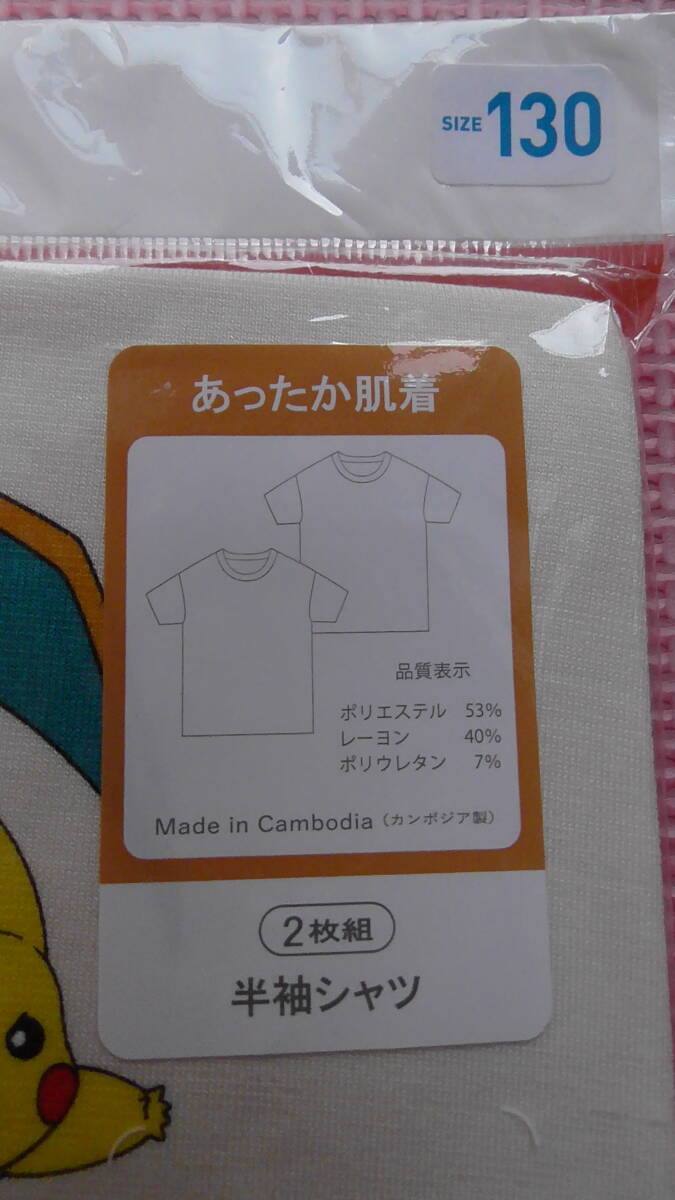 SIZE 130
あったか肌着
品質表示
ポリエステル 53%
レーヨン 40%
ポリウレタン 7%
Made in Cambodia（カンボジア製）
2枚組
半袖シャツ